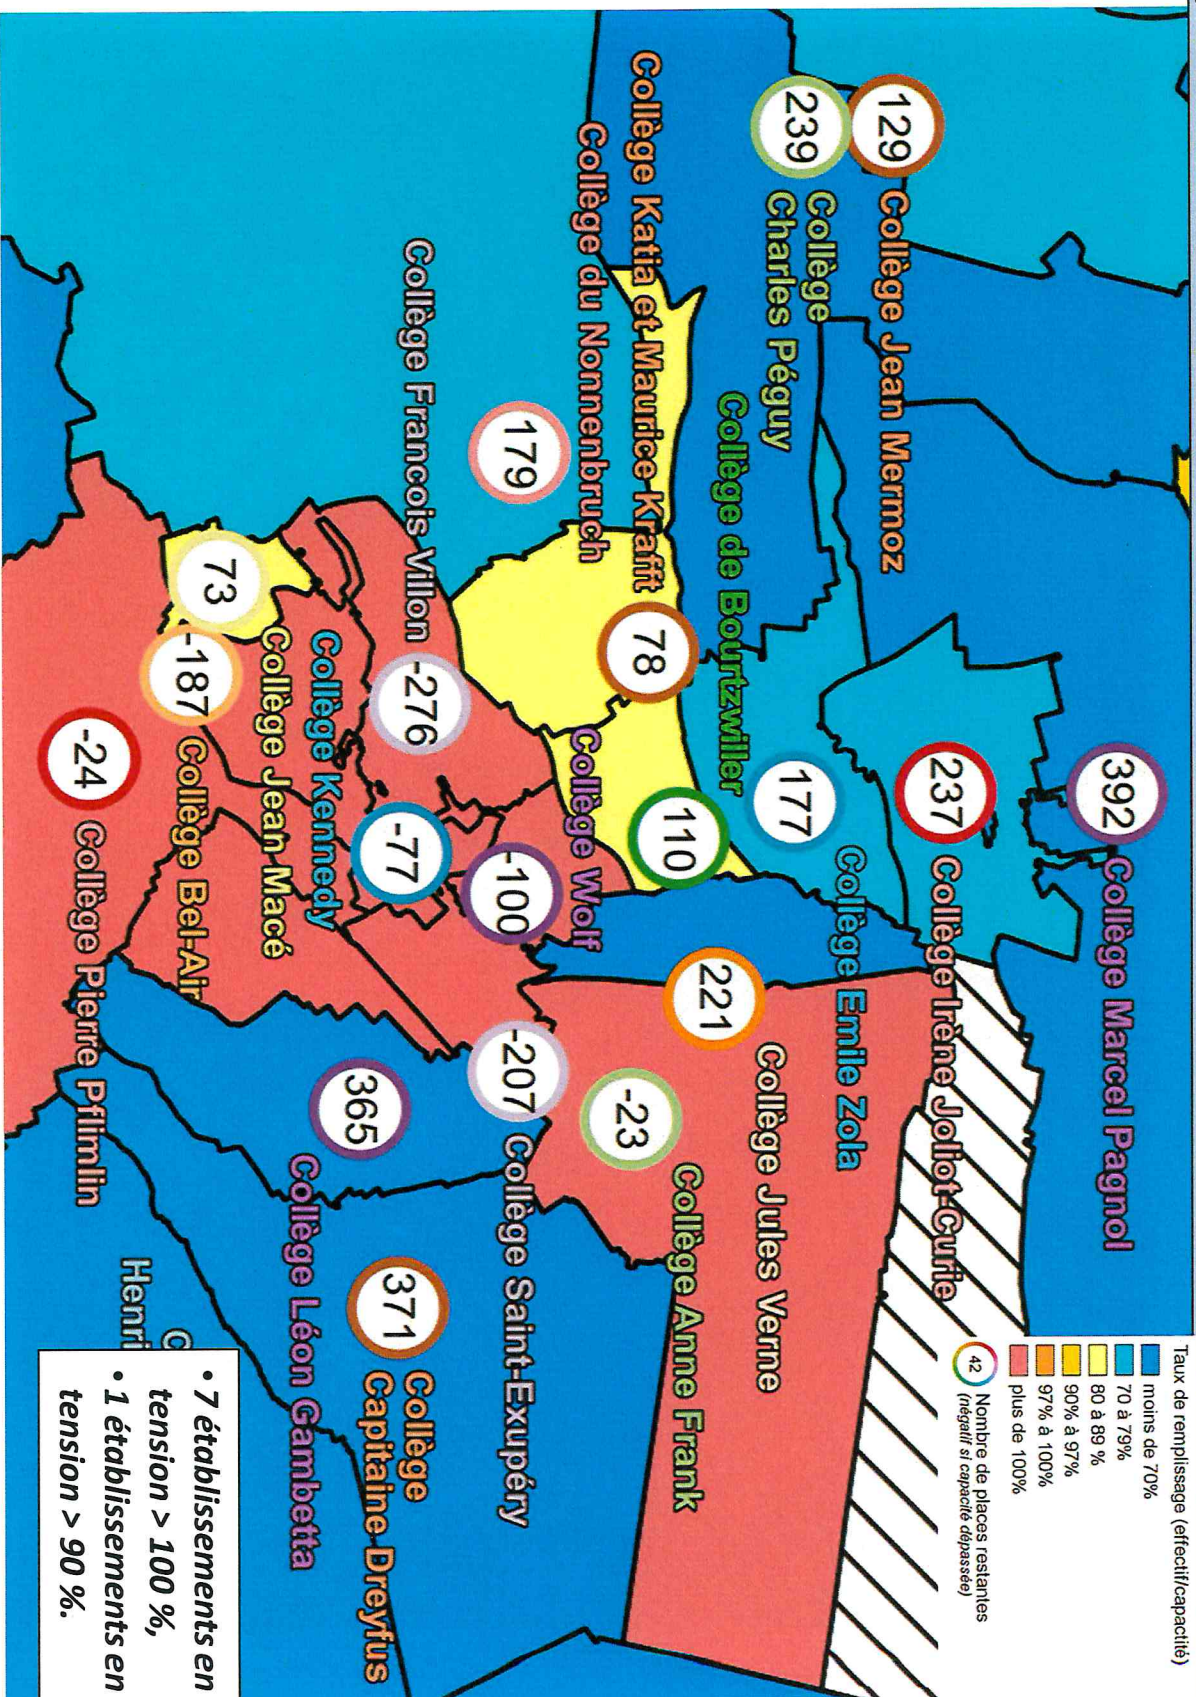 Taux de remplissage (effectif/capactité)
moins de 70%
70 à 79%
80 à 89 %
90% à 97%
97% à 100%
plus de 100%
42
Nombre de places restantes
(négatif si capacité dépassée)
392
Collège Marcel Pagnol
237
Collège Irène Joliot-Curie
129
Collège Jean Mermoz
239
Collège
Charles Péguy
177
Collège Emile Zola
Collège de Bourtzwiller
110
221
Collège Jules Verne
Collège Katia et Maurice Krafft
78
-23
Collège Anne Frank
Collège du Nonnenbruch
179
Collège Wolf
-100
-207
Collège Saint-Exupéry
Collège Francois Villon
-276
-77
371
Collège
Capitaine Dreyfus
Collège Kennedy
365
Collège Léon Gambetta
Collège Jean Macé
73
-187
Collège Bel-Air
-24
Collège Pierre Pflimlin
C
Henri
• 7 établissements en
tension > 100 %,
• 1 établissements en
tension > 90 %.